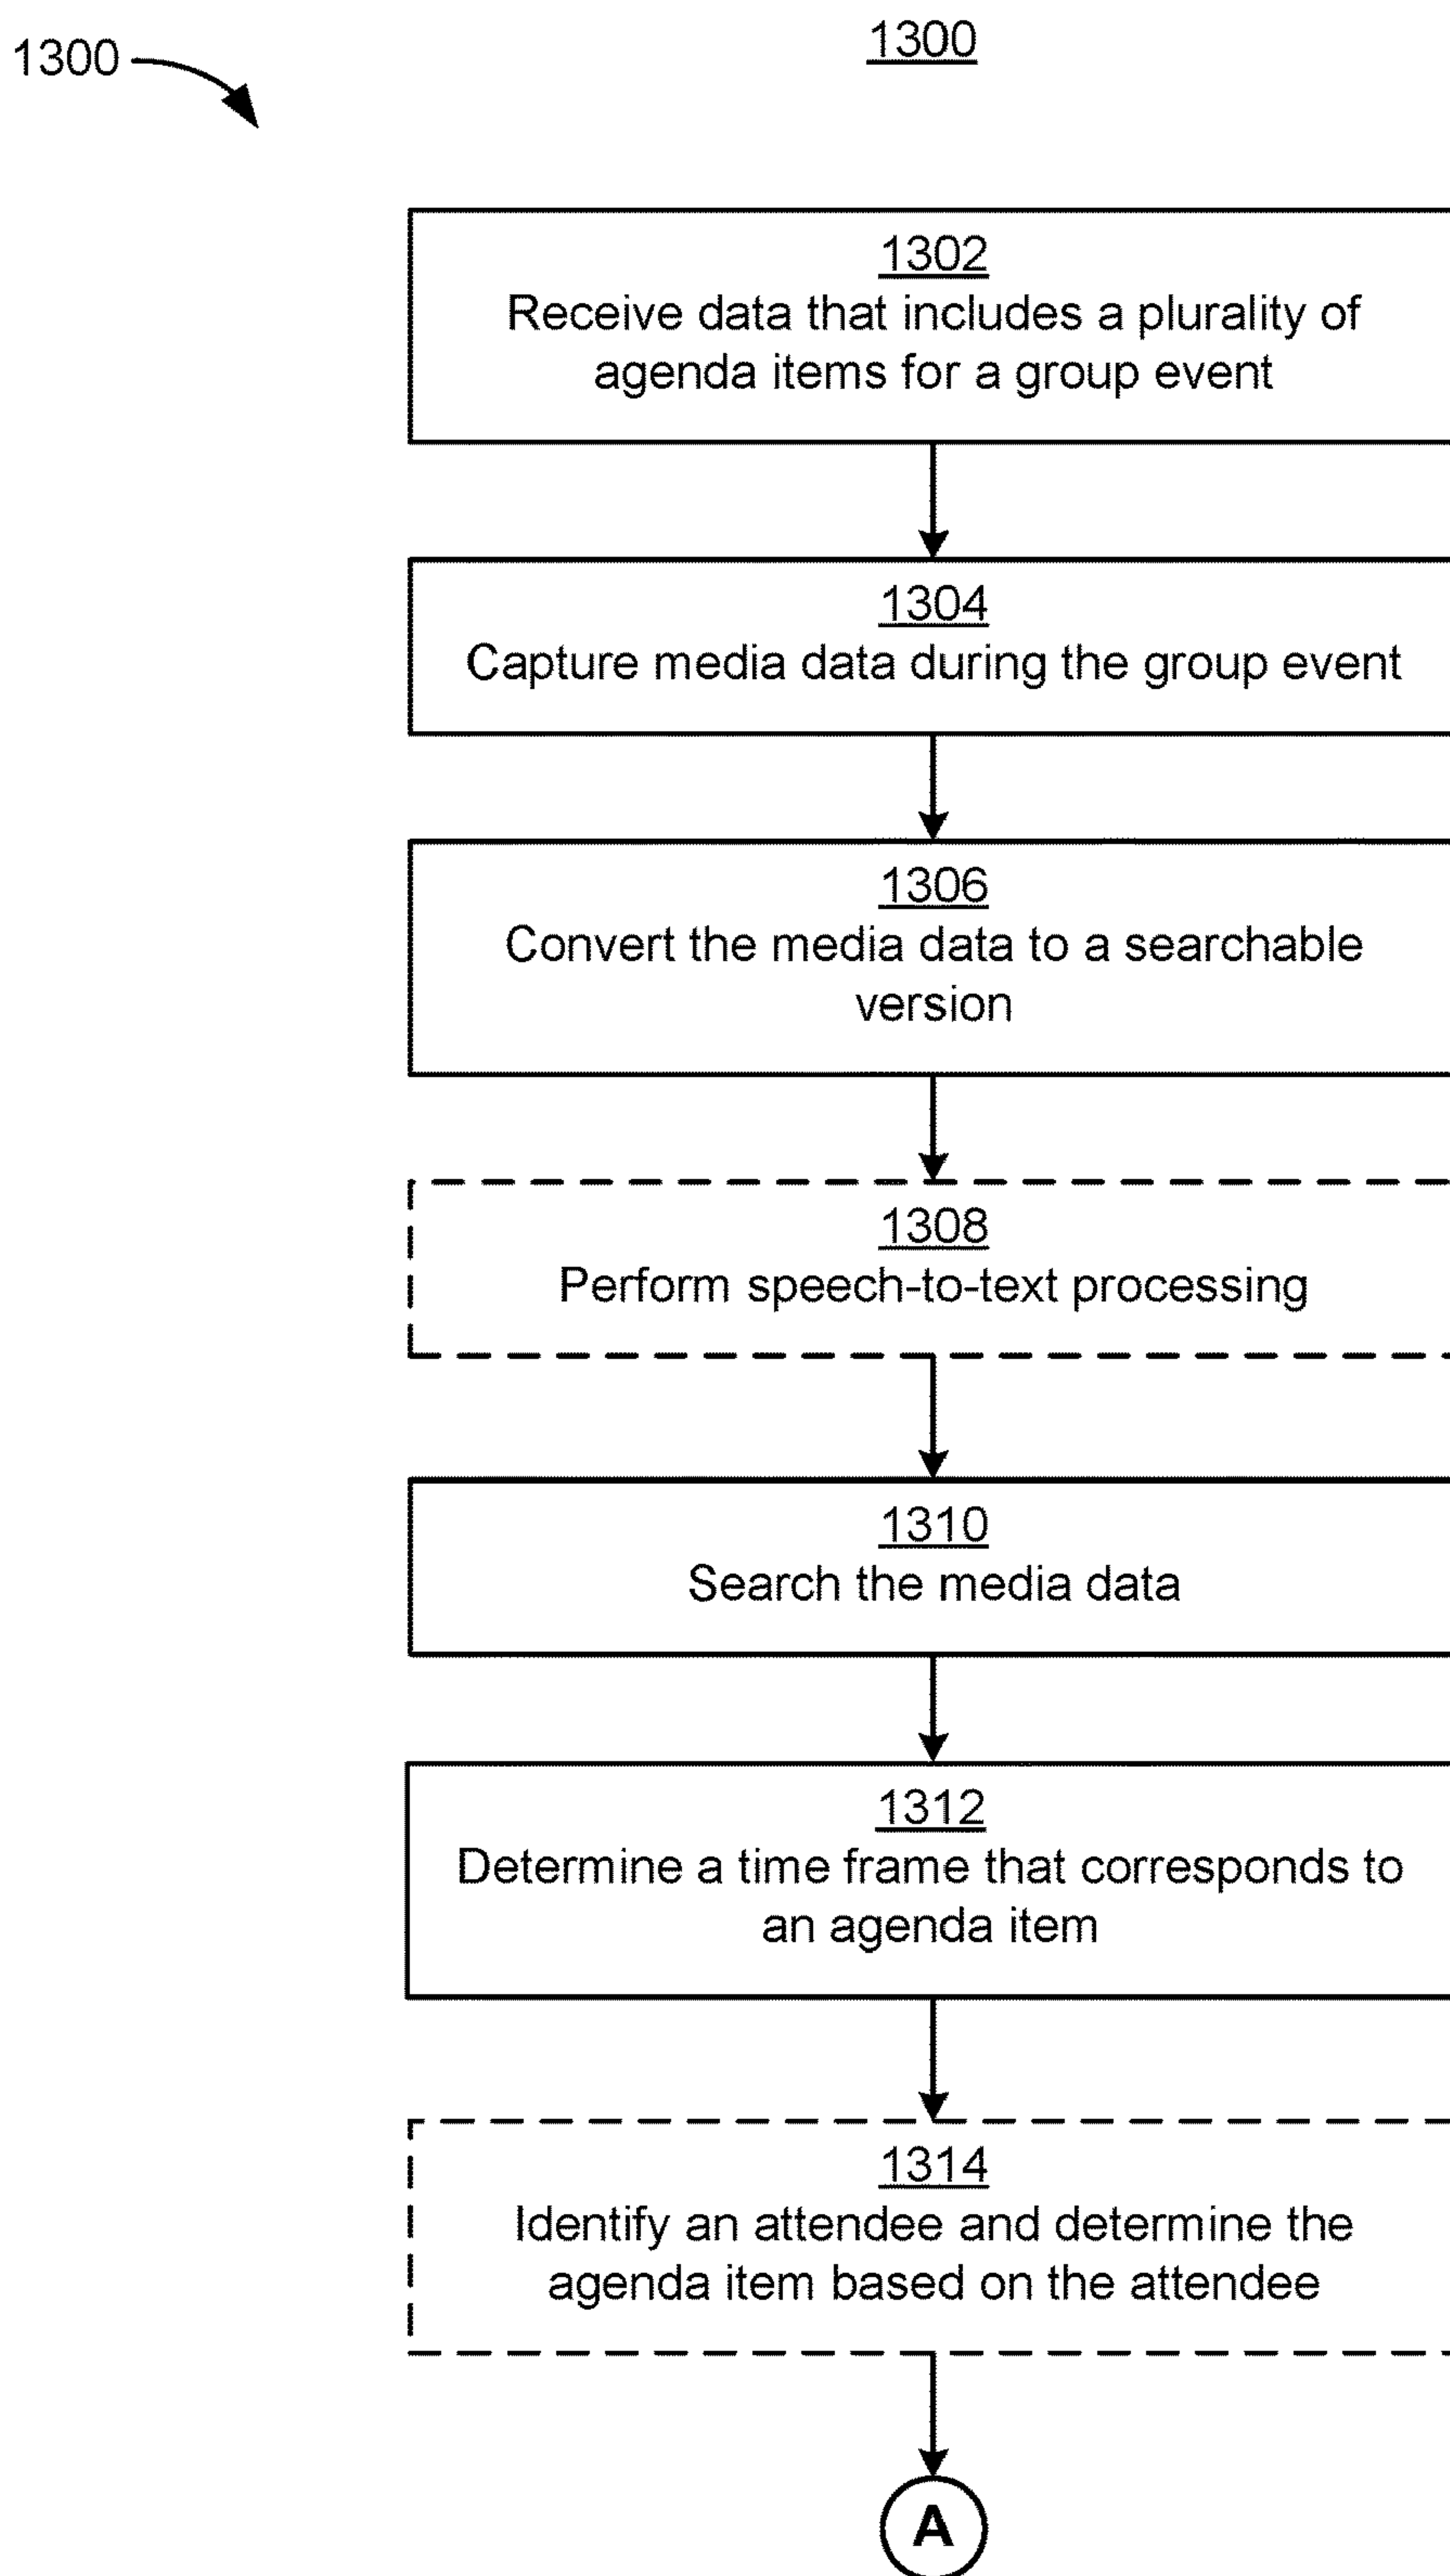 1300
1300
1302
Receive data that includes a plurality of
agenda items for a group event
1304
Capture media data during the group event
1306
Convert the media data to a searchable
version
1308
Perform speech-to-text processing
1310
Search the media data
1312
Determine a time frame that corresponds to
an agenda item
1314
Identify an attendee and determine the
agenda item based on the attendee
A